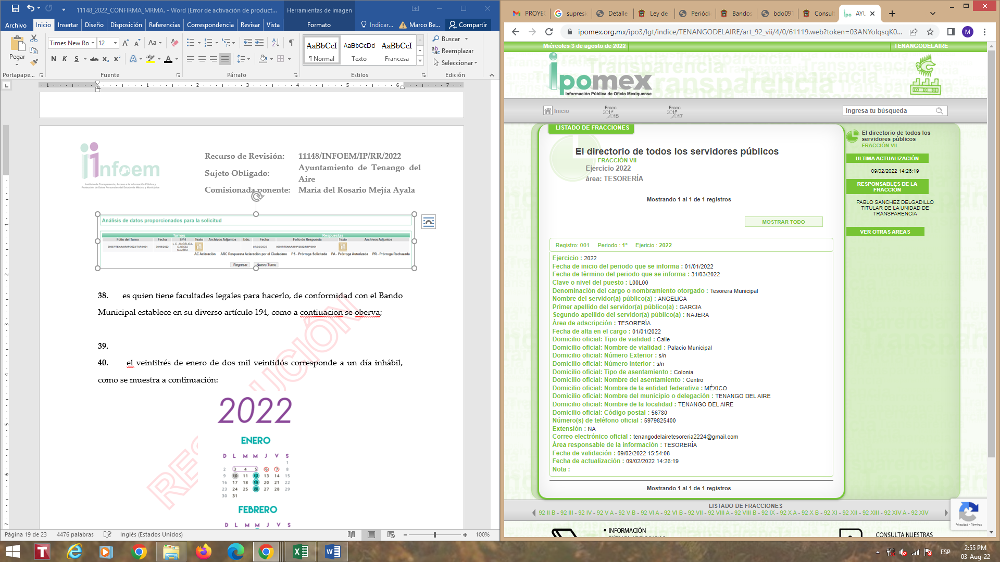 11148_2022_CONFIRMA_MRMA. - Word (Error de activación de product...
Herramientas de imagen
Archivo Inicio Insertar Diseño Disposición Referencias Correspondencia Revisar Vista Formato Indicar... Marco Be... Compartir
Times New Ro 12
Pegar
N K S abc x₂ x²
AaBbCcI AaBbCcDd AaBbCcI
¶ Normal Texto Francesa
Buscar
Reemplazar
Seleccionar
Portapape... Fuente Párrafo Estilos Edición
infoem
Instituto de Transparencia, Acceso a la Información Pública y
Protección de Datos Personales del Estado de México y Municipios
Recurso de Revisión: 11148/INFOEM/IP/RR/2022
Sujeto Obligado: Ayuntamiento de Tenango del
Aire
Comisionada ponente: María del Rosario Mejía Ayala
Análisis de datos proporcionados para la solicitud
Turnos Respuestas
Folio del Turno Fecha SPH Texto Archivos Adjuntos Edo. Fecha Folio de Respuesta Texto Archivos Adjuntos
00087/TENAAIR/IP/2022/TSP/0001 30/05/2022 L.C. ANGELICA GARCIA NAJERA 07/06/2022 00087/TENAAIR/IP/2022/RSP/0001
AC Aclaración ARC Respuesta Aclaración por el Ciudadano PS - Prórroga Solicitada PA - Prórroga Autorizada PR - Prórroga Rechazada
Regresar Nuevo Turno
38. es quien tiene facultades legales para hacerlo, de conformidad con el Bando
Municipal establece en su diverso artículo 194, como a contiuacion se oberva;
39.
40. el veintitrés de enero de dos mil veintidós corresponde a un día inhábil,
como se muestra a continuación:
2022
ENERO
D L M M J V S
1
2 3 4 5 6 7 8
9 10 11 12 13 14 15
16 17 18 19 20 21 22
23 24 25 26 27 28 29
30 31
FEBRERO
D L M M J V S
Página 19 de 23 4476 palabras Inglés (Estados Unidos) 100%
PROYEC supresi Detalle Ley de Periódi Bandos bdo091 Consul AYU
ipomex.org.mx/ipo3/lgt/indice/TENANGODELAIRE/art_92_vii/4/0/61119.web?token=03ANYolqsqK0...
Miércoles 3 de agosto de 2022 TENANGODELAIRE
ipomex
Información Pública de Oficio Mexiquense
Transparencia
Inicio
Fracc.
2015
Fracc.
2017
Ingresa tu búsqueda
LISTADO DE FRACCIONES
El directorio de todos los servidores públicos
FRACCIÓN VII
Ejercicio 2022
área: TESORERÍA
Mostrando 1 al 1 de 1 registros
MOSTRAR TODO
Registro: 001 Periodo : 1º Ejericio : 2022
Ejercicio : 2022
Fecha de inicio del periodo que se informa : 01/01/2022
Fecha de término del periodo que se informa : 31/03/2022
Clave o nivel del puesto : L00L00
Denominación del cargo o nombramiento otorgado : Tesorera Municipal
Nombre del servidor(a) público(a) : ANGELICA
Primer apellido del servidor(a) público(a) : GARCIA
Segundo apellido del servidor(a) público(a) : NAJERA
Área de adscripción : TESORERÍA
Fecha de alta en el cargo : 01/01/2022
Domicilio oficial: Tipo de vialidad : Calle
Domicilio oficial: Nombre de vialidad : Palacio Municipal
Domicilio oficial: Número Exterior : s/n
Domicilio oficial: Número interior : s/n
Domicilio oficial: Tipo de asentamiento : Colonia
Domicilio oficial: Nombre del asentamiento : Centro
Domicilio oficial: Nombre de la entidad federativa : MÉXICO
Domicilio oficial: Nombre del municipio o delegación : TENANGO DEL AIRE
Domicilio oficial: Nombre de la localidad : TENANGO DEL AIRE
Domicilio oficial: Código postal : 56780
Número(s) de teléfono oficial : 5979825400
Extensión : NA
Correo electrónico oficial : tenangodelairetesoreria2224@gmail.com
Área responsable de la información : TESORERÍA
Fecha de validación : 09/02/2022 15:54:08
Fecha de actualización : 09/02/2022 14:26:19
Nota :
Mostrando 1 al 1 de 1 registros
El directorio de todos los
servidores públicos
FRACCIÓN VII
ULTIMA ACTUALIZACIÓN
09/02/2022 14:26:19
RESPONSABLES DE LA
FRACCIÓN
PABLO SANCHEZ DELGADILLO
TITULAR DE LA UNIDAD DE
TRANSPARENCIA
VER OTRAS AREAS
LISTADO DE FRACCIONES
92 II B - 92 III - 92 IV - 92 V A - 92 V B - 92 VI A - 92 VI B - 92 VII - 92 VIII A - 92 VIII B - 92 IX - 92 X A - 92 X B - 92 XI - 92 XII - 92 XIII - 92 XIV A - 92 XIV
Privacidad - Términos
• INFORMACIÓN
CONSULTA NUESTRAS
ESP
2:55 PM
03-Aug-22